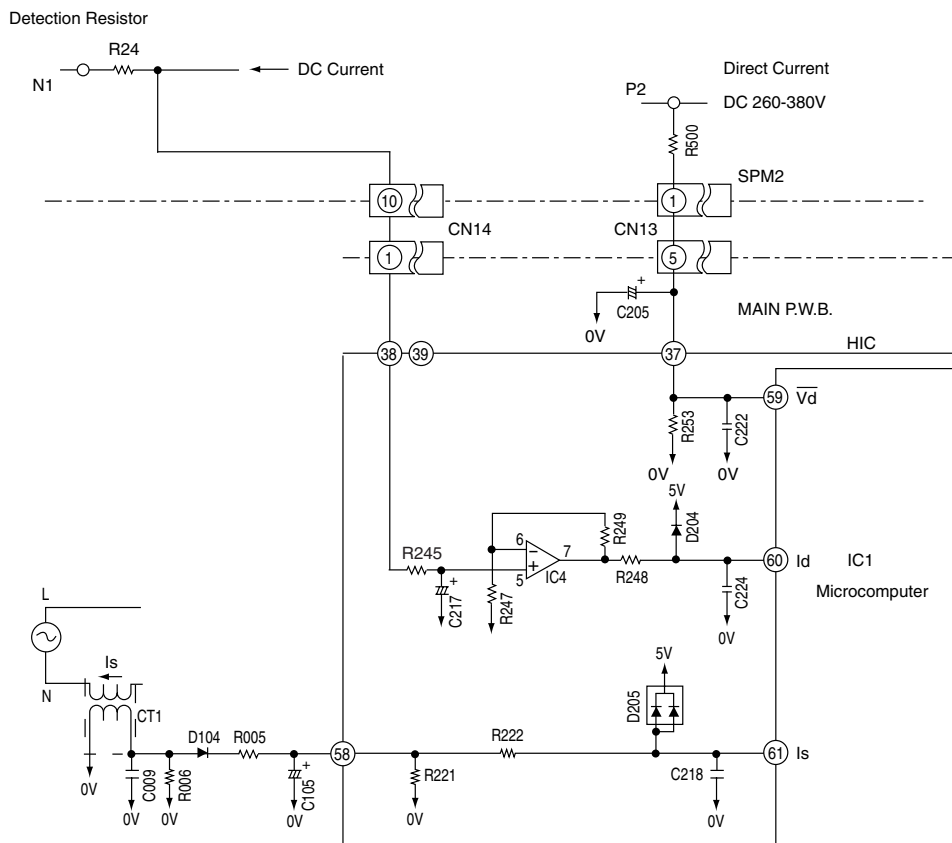 Detection Resistor
R24
N1
DC Current
Direct Current
P2
DC 260-380V
R500
SPM2
10
1
CN14
CN13
1
5
+
C205
0V
MAIN P.W.B.
38
39
37
HIC
59
Vd
R253
C222
0V
0V
5V
D204
R249
6
−
7
+
5
IC4
R245
+
C217
R247
R248
60
Id
C224
0V
IC1
Microcomputer
L
N
Is
CT1
5V
D205
D104
R005
58
R222
61
Is
0V
C009
R006
+
C105
R221
C218
0V
0V
0V
0V
0V